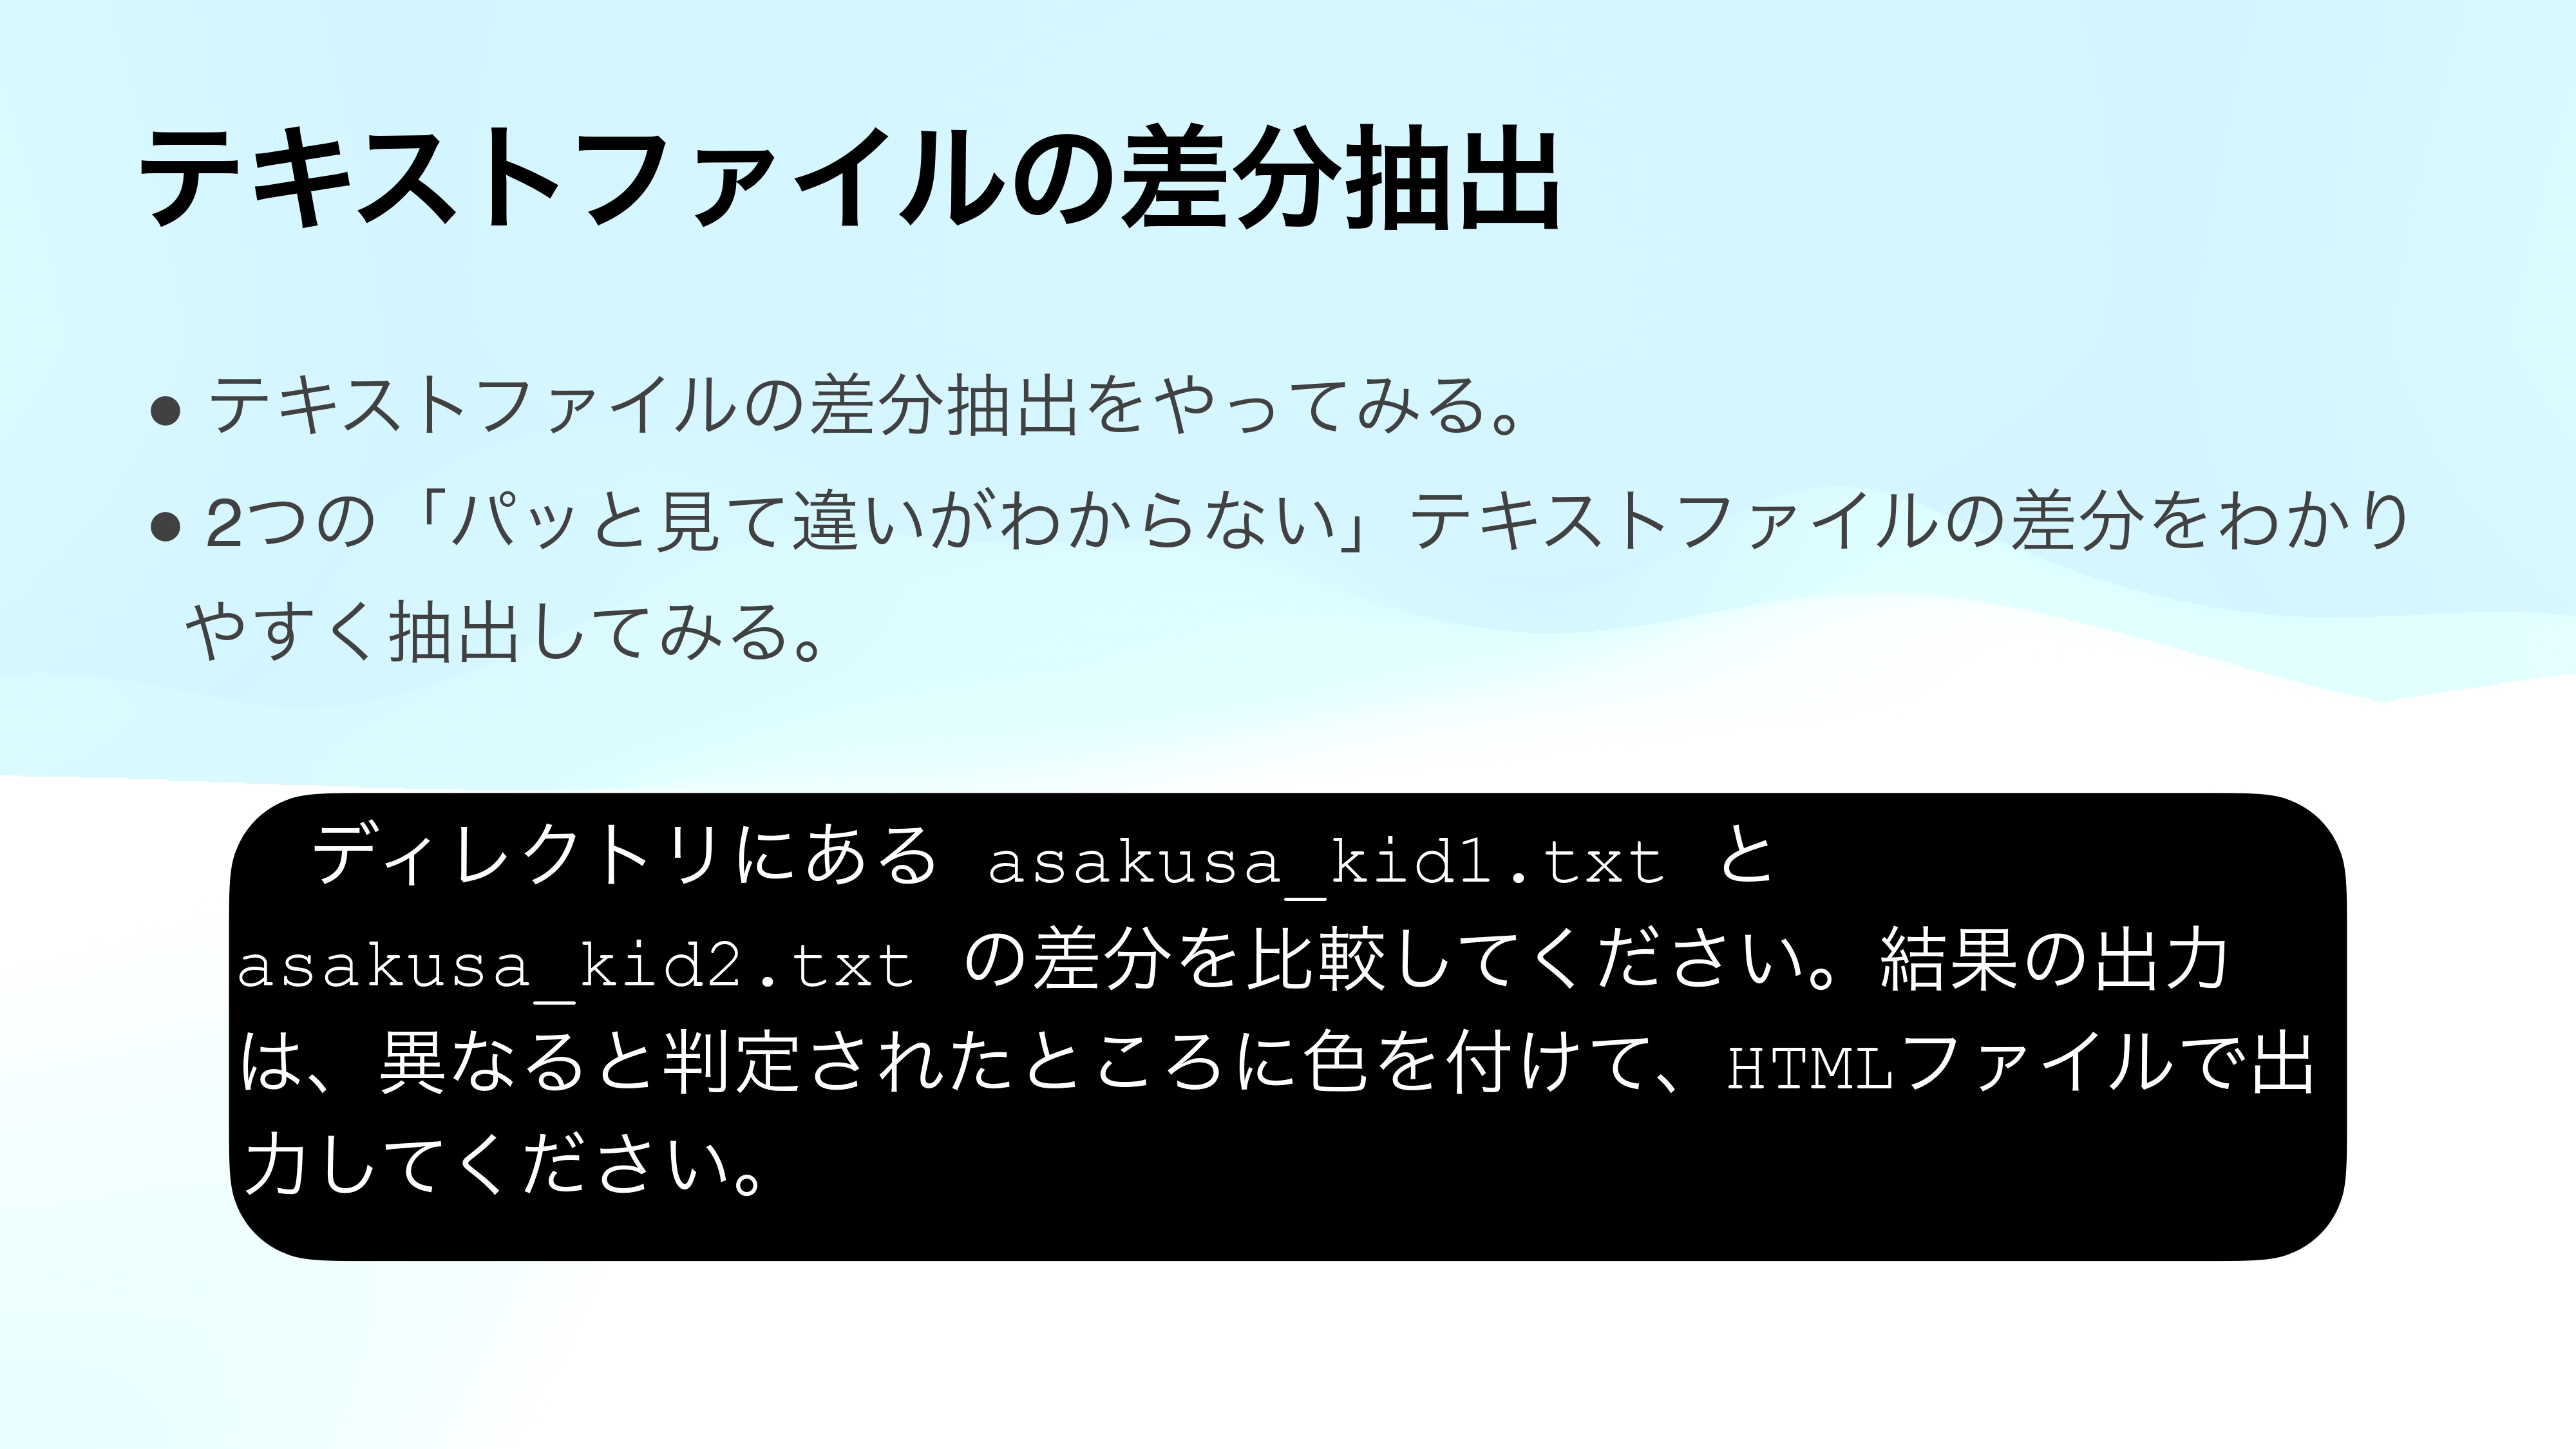 テキストファイルの差分抽出
● テキストファイルの差分抽出をやってみる。
● 2つの「パッと見て違いがわからない」テキストファイルの差分をわかり
やすく抽出してみる。
ディレクトリにある asakusa_kid1.txt と
asakusa_kid2.txt の差分を比較してください。結果の出力
は、異なると判定されたところに色を付けて、HTMLファイルで出
力してください。